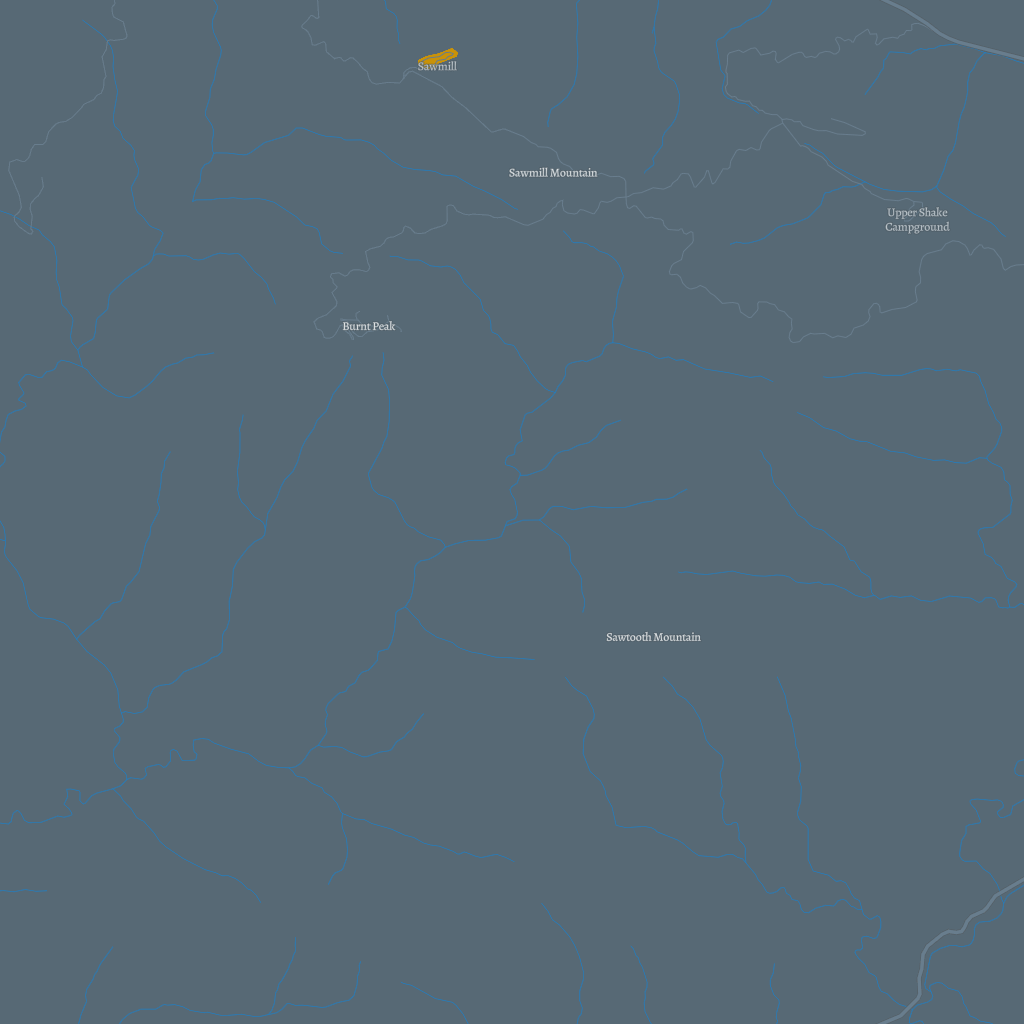 Sawmill
Sawmill Mountain
Upper Shake
Campground
Burnt Peak
Sawtooth Mountain